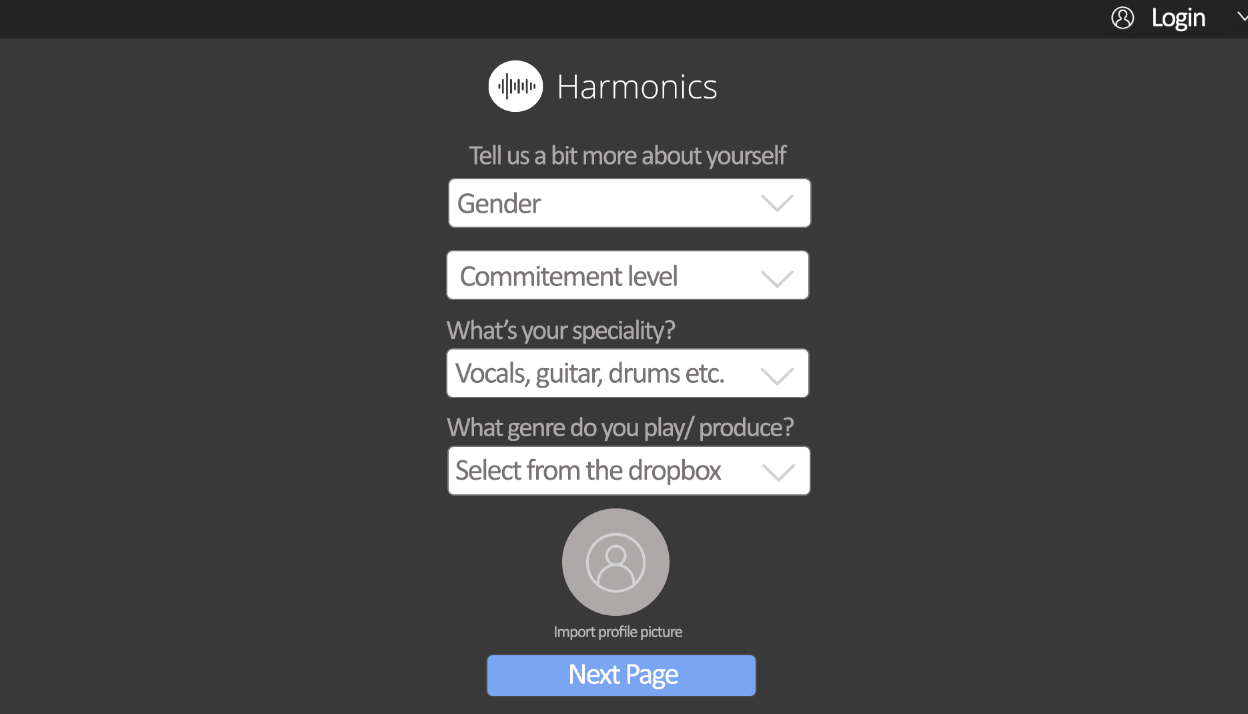 Login
Harmonics
Tell us a bit more about yourself
Gender
Commitement level
What's your speciality?
Vocals, guitar, drums etc.
What genre do you play/ produce?
Select from the dropbox
Import profile picture
Next Page